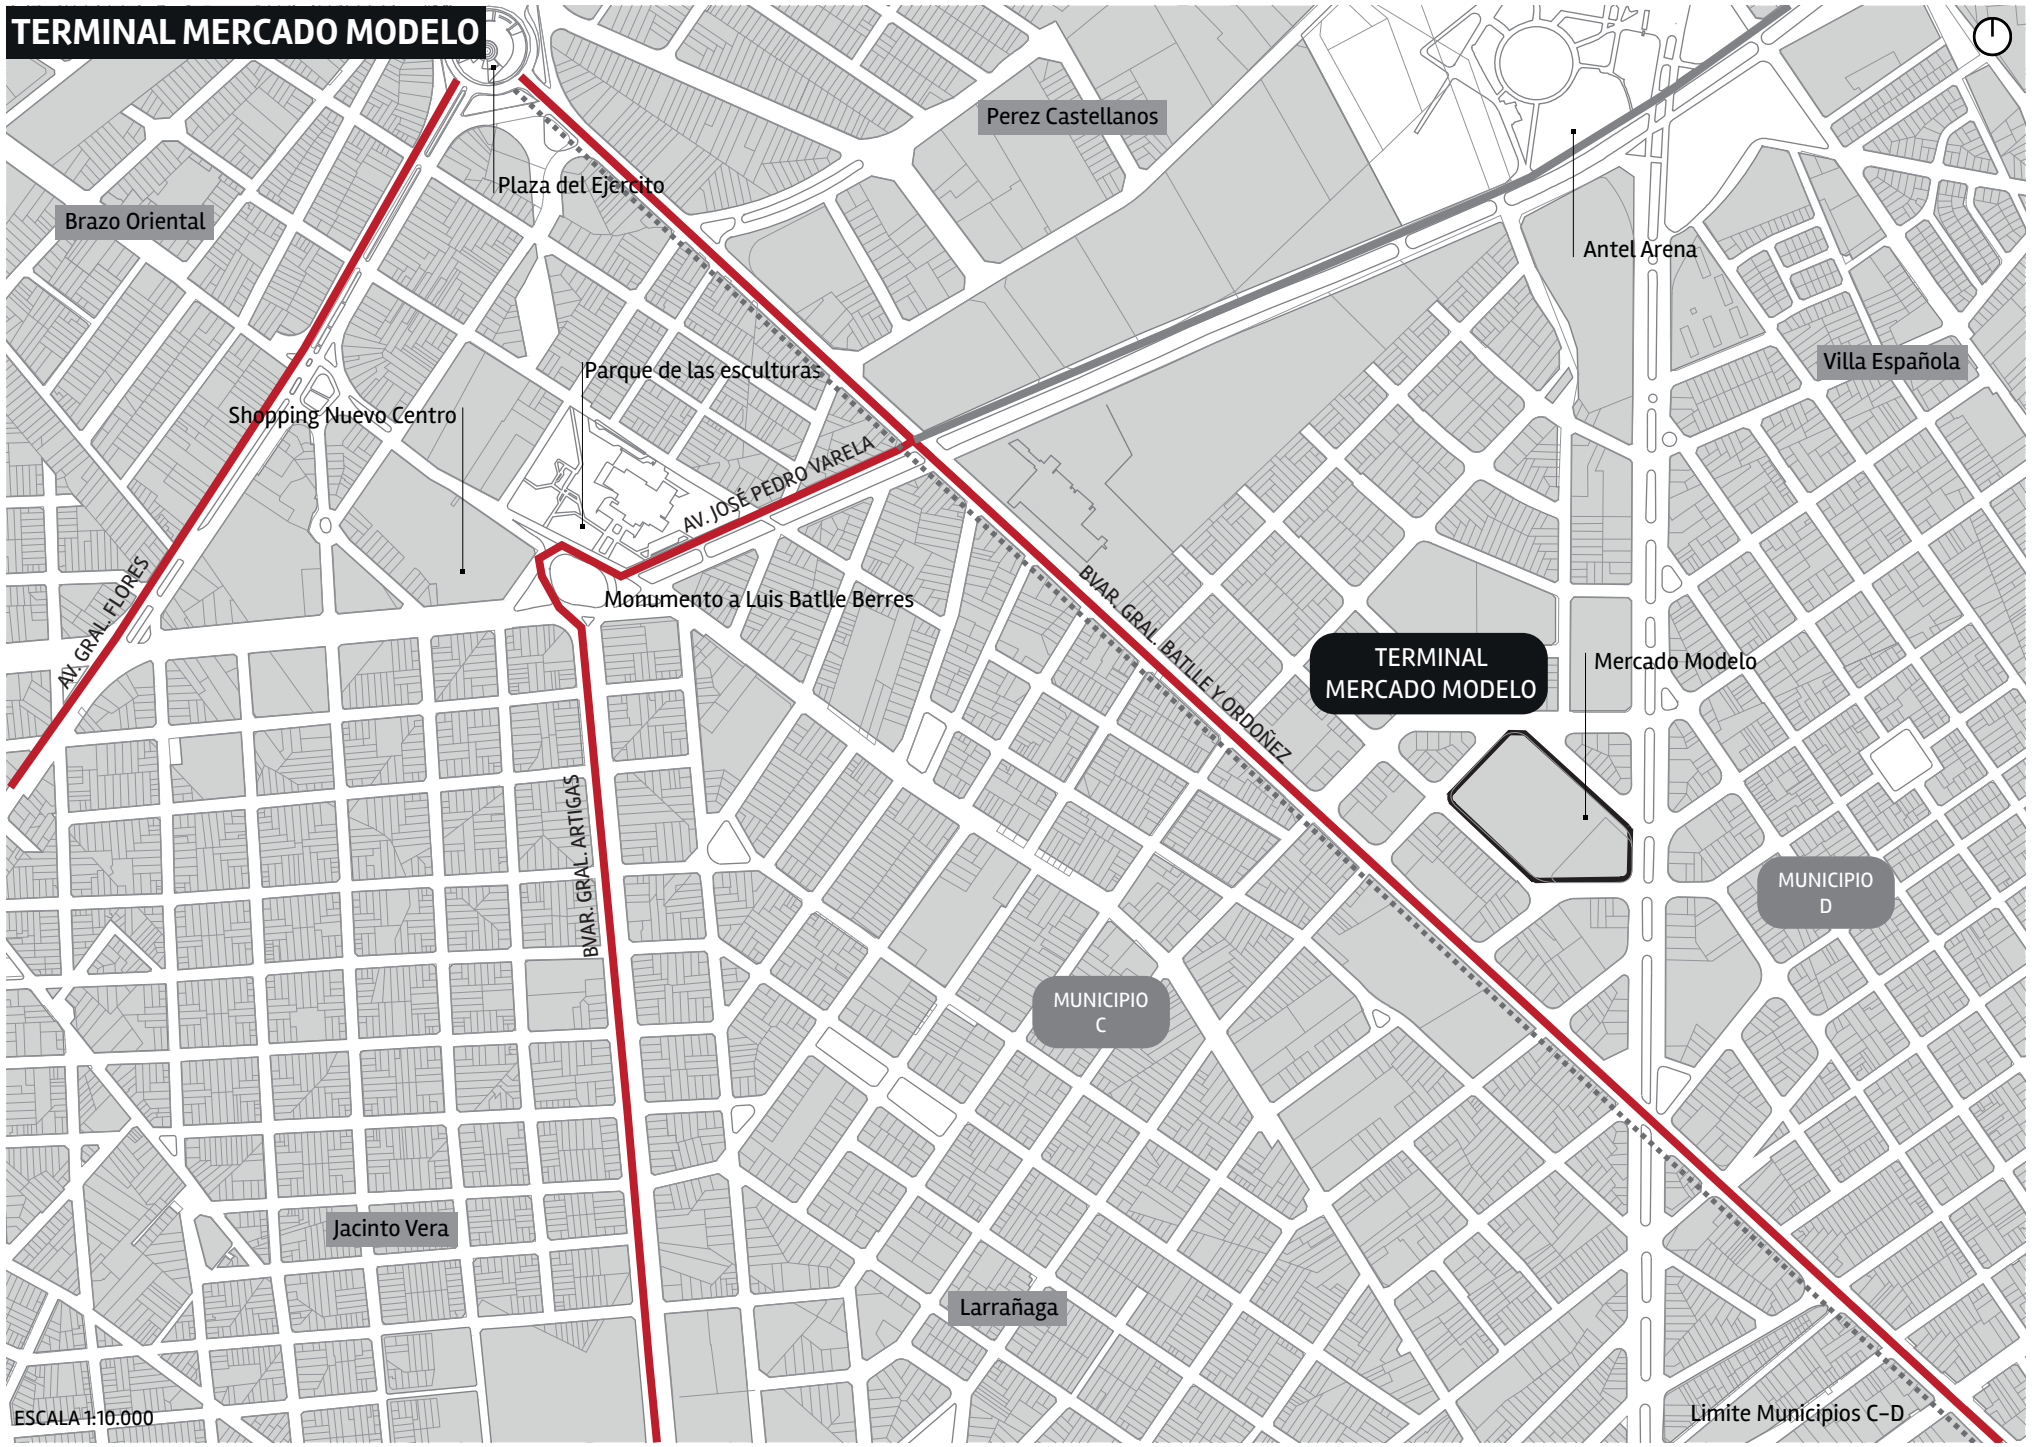 TERMINAL MERCADO MODELO
Perez Castellanos
Plaza del Ejercito
Brazo Oriental
Antel Arena
Villa Española
Parque de las esculturas
Shopping Nuevo Centro
AV. JOSÉ PEDRO VARELA
AV. GRAL. FLORES
Monumento a Luis Batlle Berres
BVAR. GRAL. BATLLE Y ORDOÑEZ
TERMINAL
MERCADO MODELO
Mercado Modelo
BVAR. GRAL. ARTIGAS
MUNICIPIO
D
MUNICIPIO
C
Jacinto Vera
Larrañaga
ESCALA 1:10.000
Limite Municipios C-D